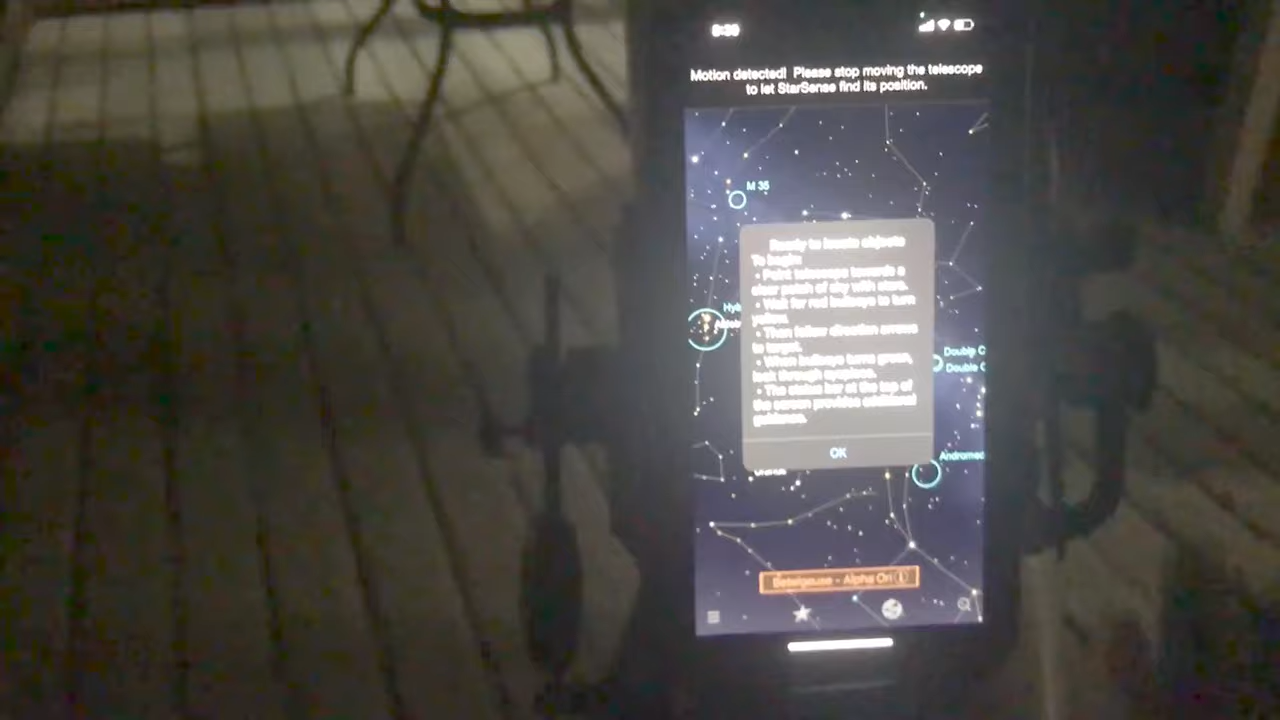 Motion detected! Please stop moving the telescope
to let StarSense find its position.
M 35
Ready to locate objects
To begin:
• Point telescope towards a
clear patch of sky with stars.
• Wait for red bullseye to turn
yellow.
• Then follow direction arrows
to target.
• When bullseye turns green,
look through eyepiece.
• The status bar at the top of
the screen provides additional
guidance.
Double C
Double C
OK
Andromed
Betelgeuse - Alpha Ori